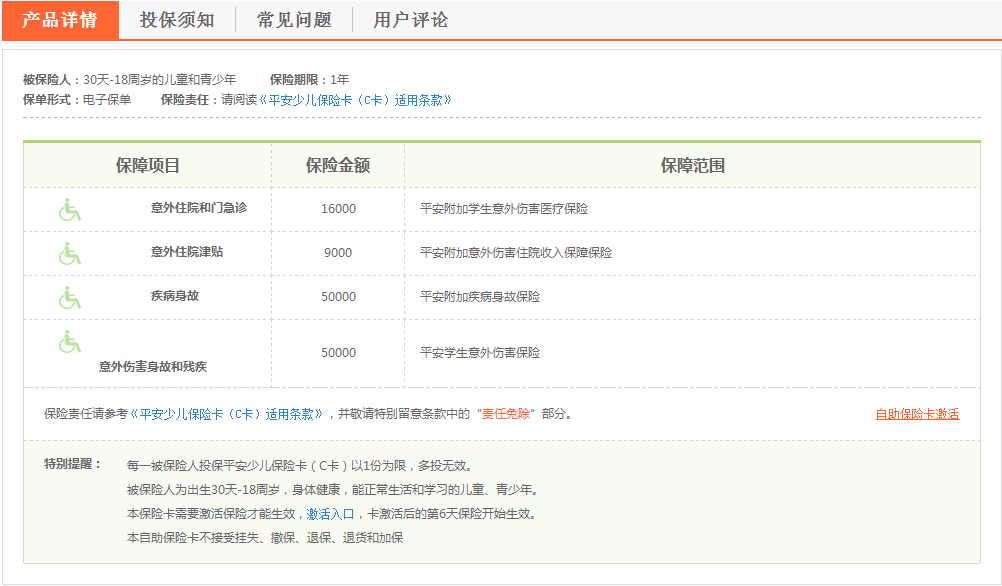 产品详情 投保须知 常见问题 用户评论
被保险人：30天-18周岁的儿童和青少年 保险期限：1年
保单形式：电子保单 保险责任：请阅读《平安少儿保险卡（C卡）适用条款》
保障项目 保险金额 保障范围
意外住院和门急诊 16000 平安附加学生意外伤害医疗保险
意外住院津贴 9000 平安附加意外伤害住院收入保障保险
疾病身故 50000 平安附加疾病身故保险
意外伤害身故和残疾 50000 平安学生意外伤害保险
保险责任请参考《平安少儿保险卡（C卡）适用条款》，并敬请特别留意条款中的“责任免除”部分。 自助保险卡激活
特别提醒： 每一被保险人投保平安少儿保险卡（C卡）以1份为限，多投无效。
被保险人为出生30天-18周岁，身体健康，能正常生活和学习的儿童、青少年。
本保险卡需要激活保险才能生效，激活入口，卡激活后的第6天保险开始生效。
本自助保险卡不接受挂失、撤保、退保、退货和加保